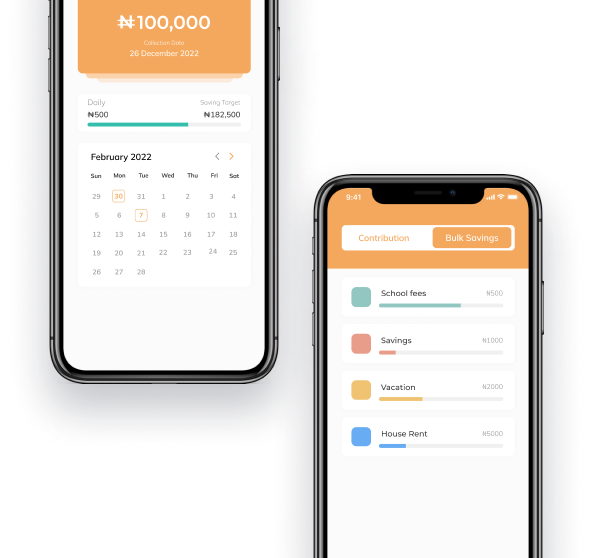 ₦100,000
Collection Date
26 December 2022
Daily
Saving Target
₦500
₦182,500
February 2022
Sun Mon Tue Wed Thu Fri Sat
29 30 31 1 2 3 4
5 6 7 8 9 10 11
12 13 14 15 16 17 18
19 20 21 22 23 24 25
26 27 28
9:41
Contribution
Bulk Savings
School fees ₦500
Savings ₦1000
Vacation ₦2000
House Rent ₦5000